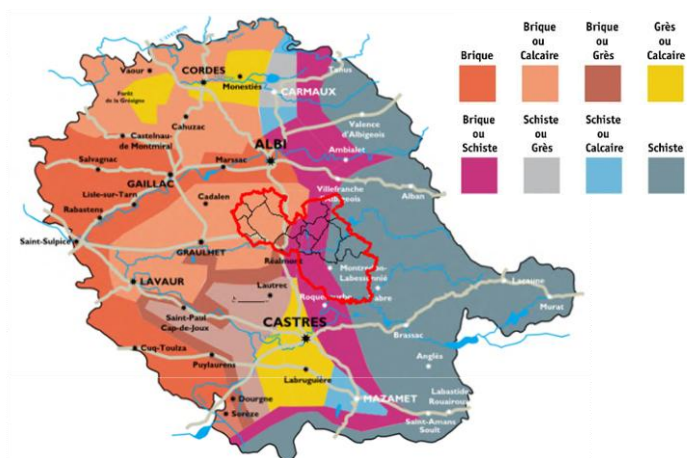 Brique
Brique
ou
Calcaire
Brique
ou
Grès
Grès
ou
Calcaire
Brique
ou
Schiste
Schiste
ou
Grès
Schiste
ou
Calcaire
Schiste
Vaour
CORDES
Monestiés
Forêt
de la Grésigne
Tanus
CARMAUX
Cahuzac
Castelnau-
de Montmiral
Valence
d'Albigeois
ALBI
Ambialet
Salvagnac
Marssac
GAILLAC
Villefranche
d'Albigeois
Alban
Lisle-sur-Tarn
Cadalen
Rabastens
Saint-Sulpice
GRAULHET
Réalmont
LAVAUR
Lautrec
Lacaune
Murat
Saint-Paul
Cap-de-Joux
CASTRES
Brassac
Cuq-Toulza
Puylaurens
Anglès
Labruguière
Dourgne
MAZAMET
Labastide
Rouairoux
Sorèze
Saint-Amans
Soult